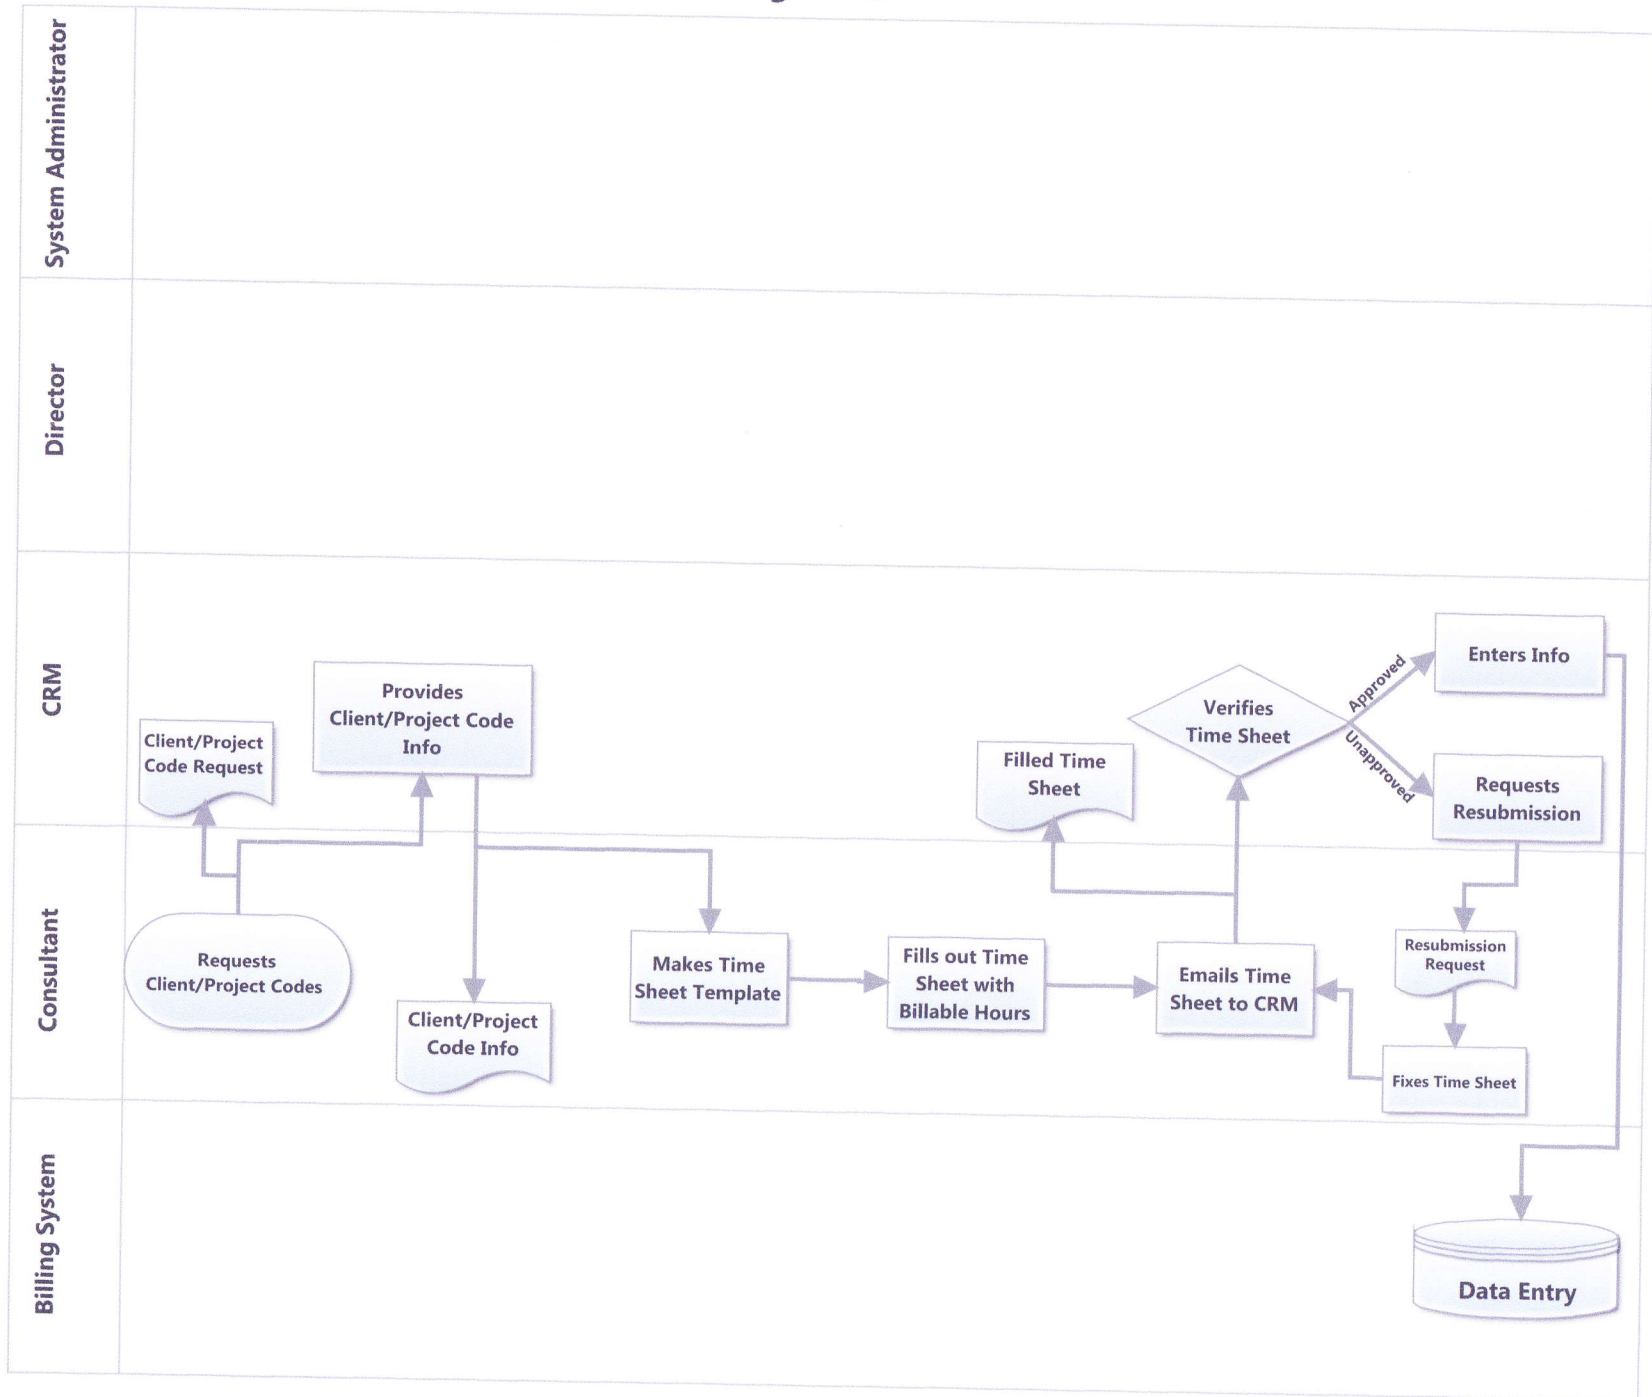 System Administrator
Director
CRM
Client/Project
Code Request
Provides
Client/Project Code
Info
Filled Time
Sheet
Verifies
Time Sheet
Approved
Unapproved
Enters Info
Requests
Resubmission
Consultant
Requests
Client/Project Codes
Client/Project
Code Info
Makes Time
Sheet Template
Fills out Time
Sheet with
Billable Hours
Emails Time
Sheet to CRM
Resubmission
Request
Fixes Time Sheet
Billing System
Data Entry